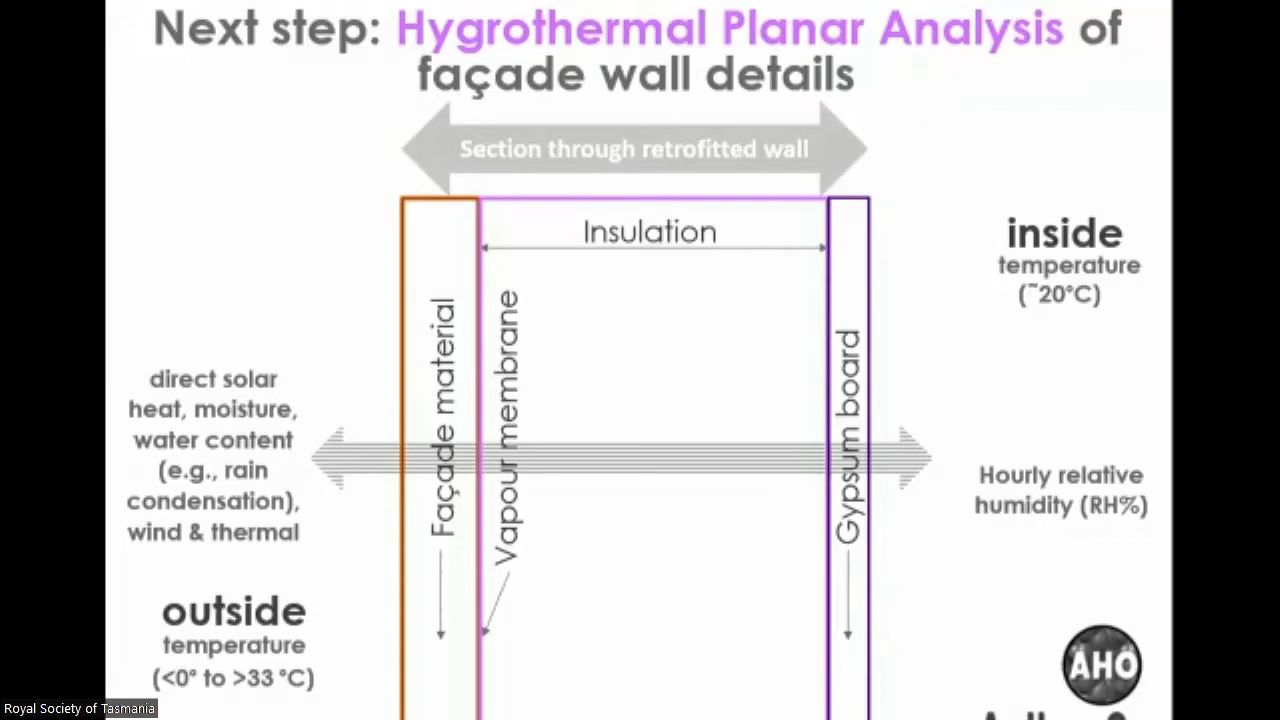 Next step: Hygrothermal Planar Analysis of
façade wall details
Section through retrofitted wall
Insulation
Façade material
Vapour membrane
Gypsum board
inside
temperature
(~20°C)
direct solar
heat, moisture,
water content
(e.g., rain
condensation),
wind & thermal
Hourly relative
humidity (RH%)
outside
temperature
(<0° to >33 °C)
AHO
Royal Society of Tasmania